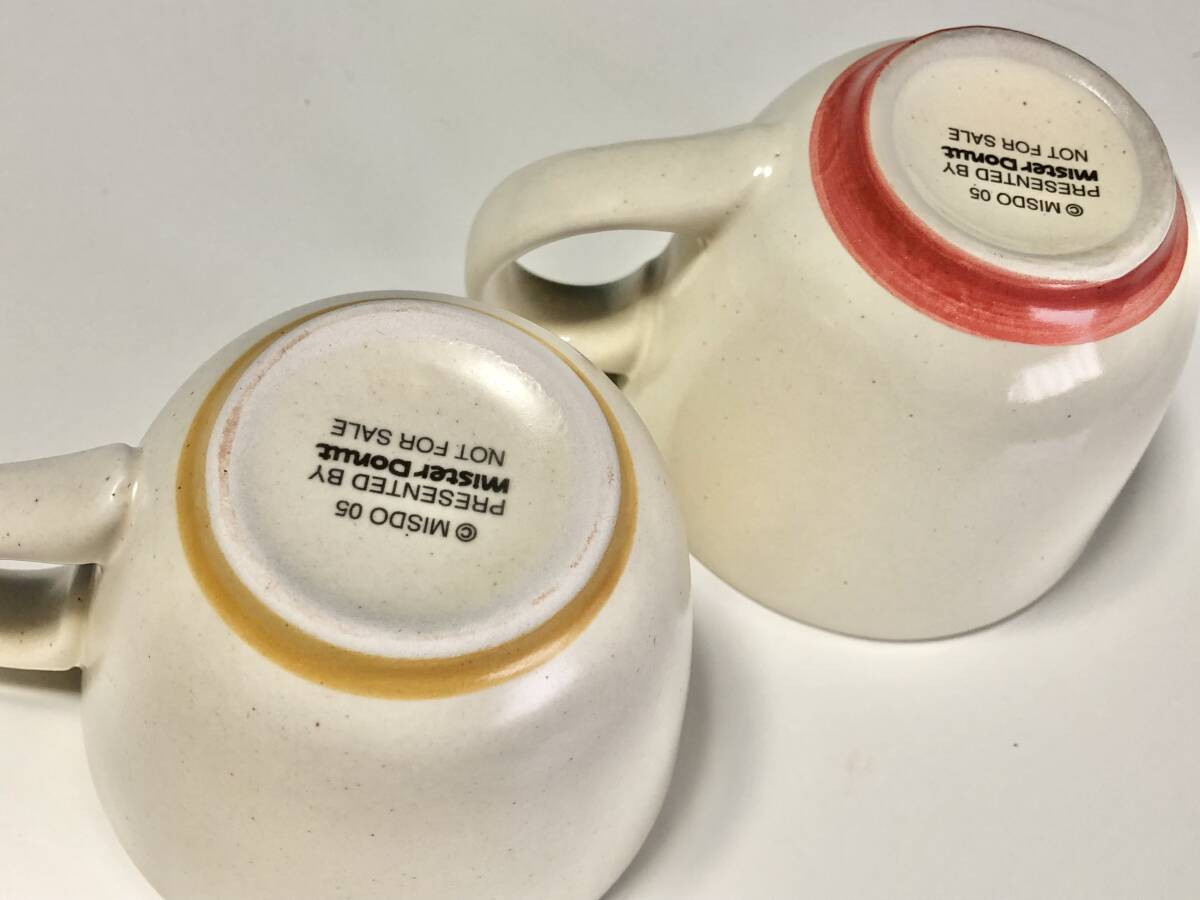 © MISDO 05
PRESENTED BY
mister Donut
NOT FOR SALE
© MISDO 05
PRESENTED BY
mister Donut
NOT FOR SALE